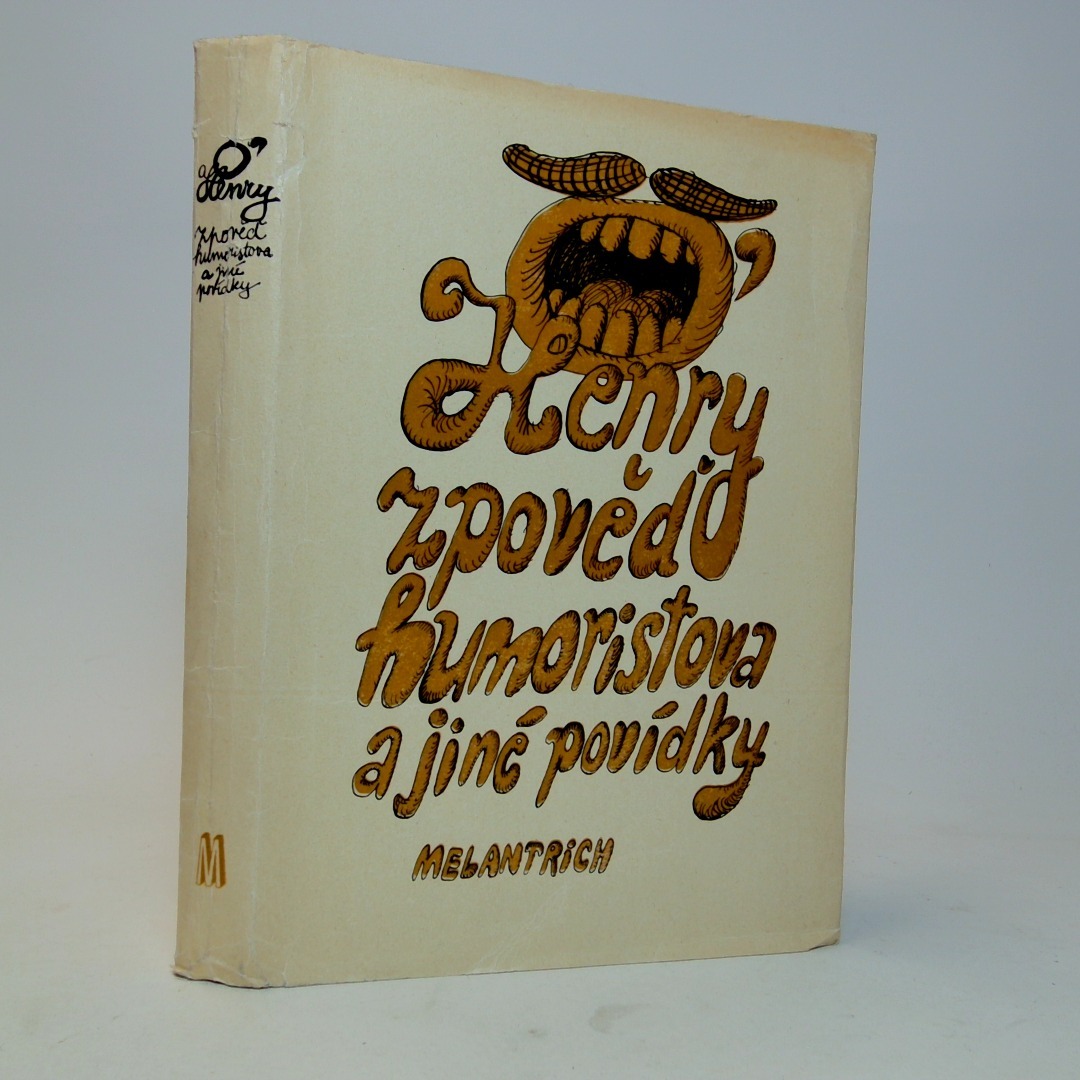 O'
Henry
zpověď
humoristova
a jiné
povídky
M
O'
Henry
zpověď
humoristova
a jiné povídky
MELANTRiCH